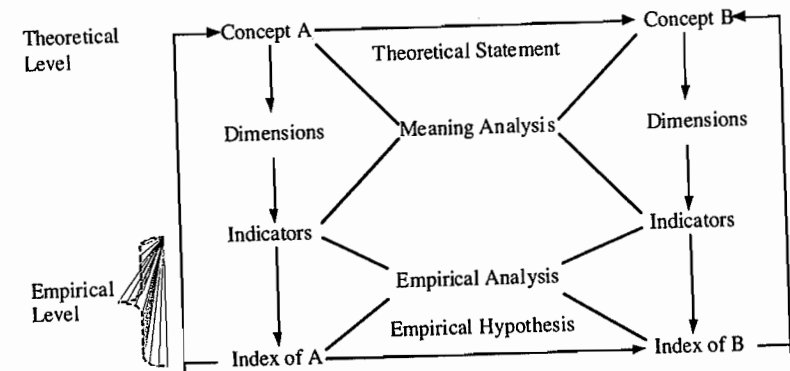 Theoretical
Level
Concept A
Theoretical Statement
Concept B
Dimensions
Meaning Analysis
Dimensions
Indicators
Indicators
Empirical
Level
Empirical Analysis
Empirical Hypothesis
Index of A
Index of B